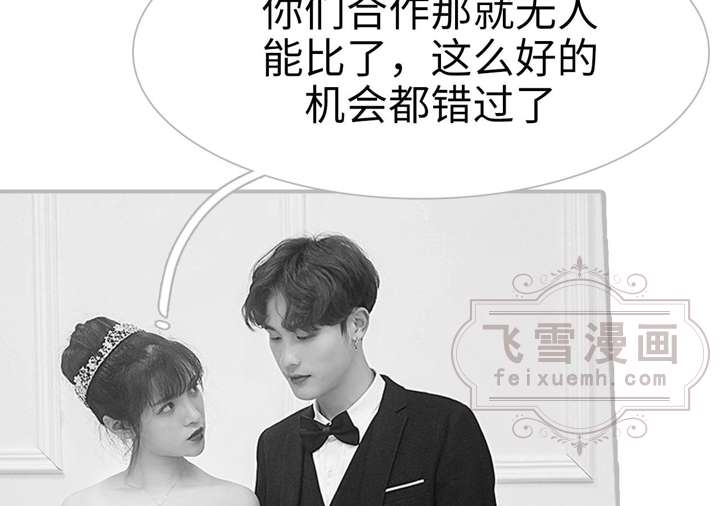 你们合作那就无人
能比了，这么好的
机会都错过了
飞雪漫画
feixuemh.com